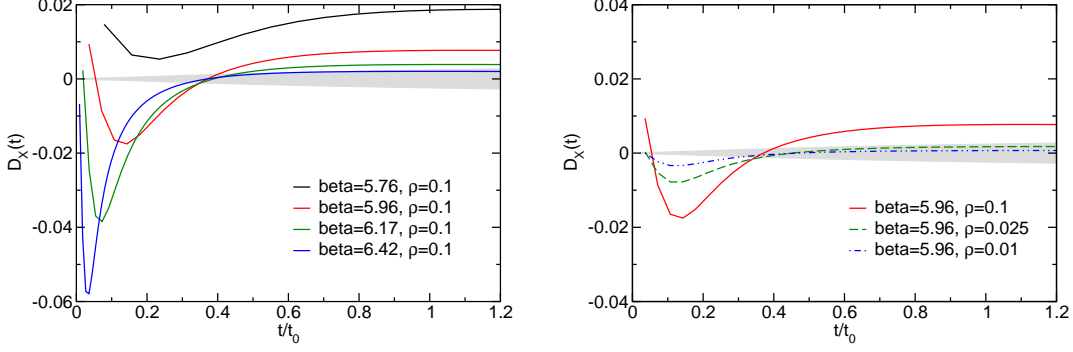 0.02
0
-0.02
-0.04
-0.06
D_X(t)
0 0.2 0.4 0.6 0.8 1 1.2
t/t_0
beta=5.76, ρ=0.1
beta=5.96, ρ=0.1
beta=6.17, ρ=0.1
beta=6.42, ρ=0.1
0.04
0.02
0
-0.02
-0.04
D_X(t)
0 0.2 0.4 0.6 0.8 1 1.2
t/t_0
beta=5.96, ρ=0.1
beta=5.96, ρ=0.025
beta=5.96, ρ=0.01